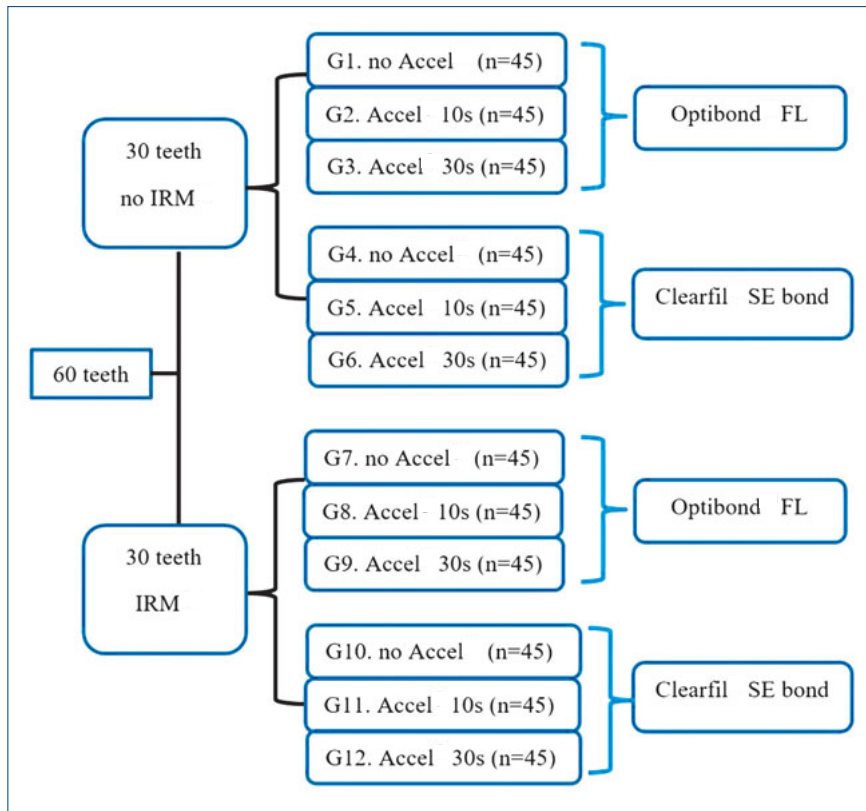 G1. no Accel (n=45)
G2. Accel 10s (n=45)
G3. Accel 30s (n=45)
Optibond FL
30 teeth
no IRM
G4. no Accel (n=45)
G5. Accel 10s (n=45)
G6. Accel 30s (n=45)
Clearfil SE bond
60 teeth
G7. no Accel (n=45)
G8. Accel 10s (n=45)
G9. Accel 30s (n=45)
Optibond FL
30 teeth
IRM
G10. no Accel (n=45)
G11. Accel 10s (n=45)
G12. Accel 30s (n=45)
Clearfil SE bond